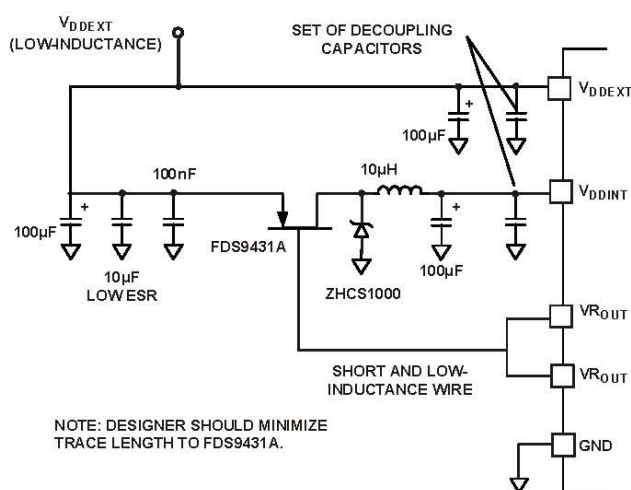 VDDEXT
(LOW-INDUCTANCE)
SET OF DECOUPLING
CAPACITORS
VDDEXT
+
100µF
100nF
10µH
VDDINT
+
100µF
+
100µF
FDS9431A
10µF
LOW ESR
ZHCS1000
VROUT
SHORT AND LOW-
INDUCTANCE WIRE
VROUT
NOTE: DESIGNER SHOULD MINIMIZE
TRACE LENGTH TO FDS9431A.
GND